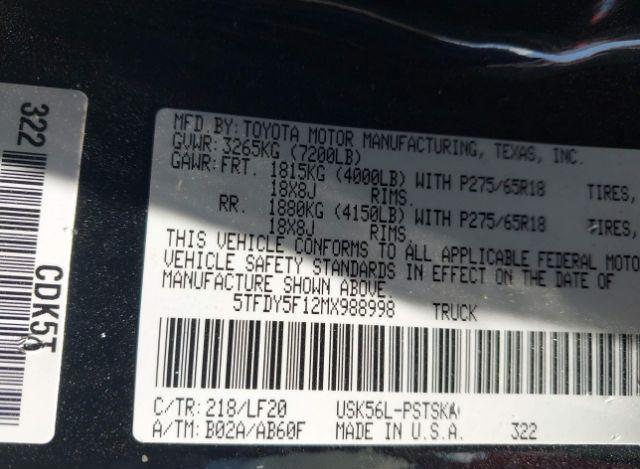 322
CDK5T
MFD.BY:TOYOTA MOTOR MANUFACTURING, TEXAS, INC.
GVWR:3265KG (7200LB)
GAWR:FRT. 1815KG (4000LB) WITH P275/65R18 TIRES,
18X8J RIMS.
RR. 1880KG (4150LB) WITH P275/65R18 TIRES,
18X8J RIMS.
THIS VEHICLE CONFORMS TO ALL APPLICABLE FEDERAL MOTOR
VEHICLE SAFETY STANDARDS IN EFFECT ON THE DATE OF
MANUFACTURE SHOWN ABOVE.
5TFDY5F12MX988998 TRUCK
C/TR:218/LF20 USK56L-PSTSKA
A/TM:B02A/AB60F MADE IN U.S.A. 322